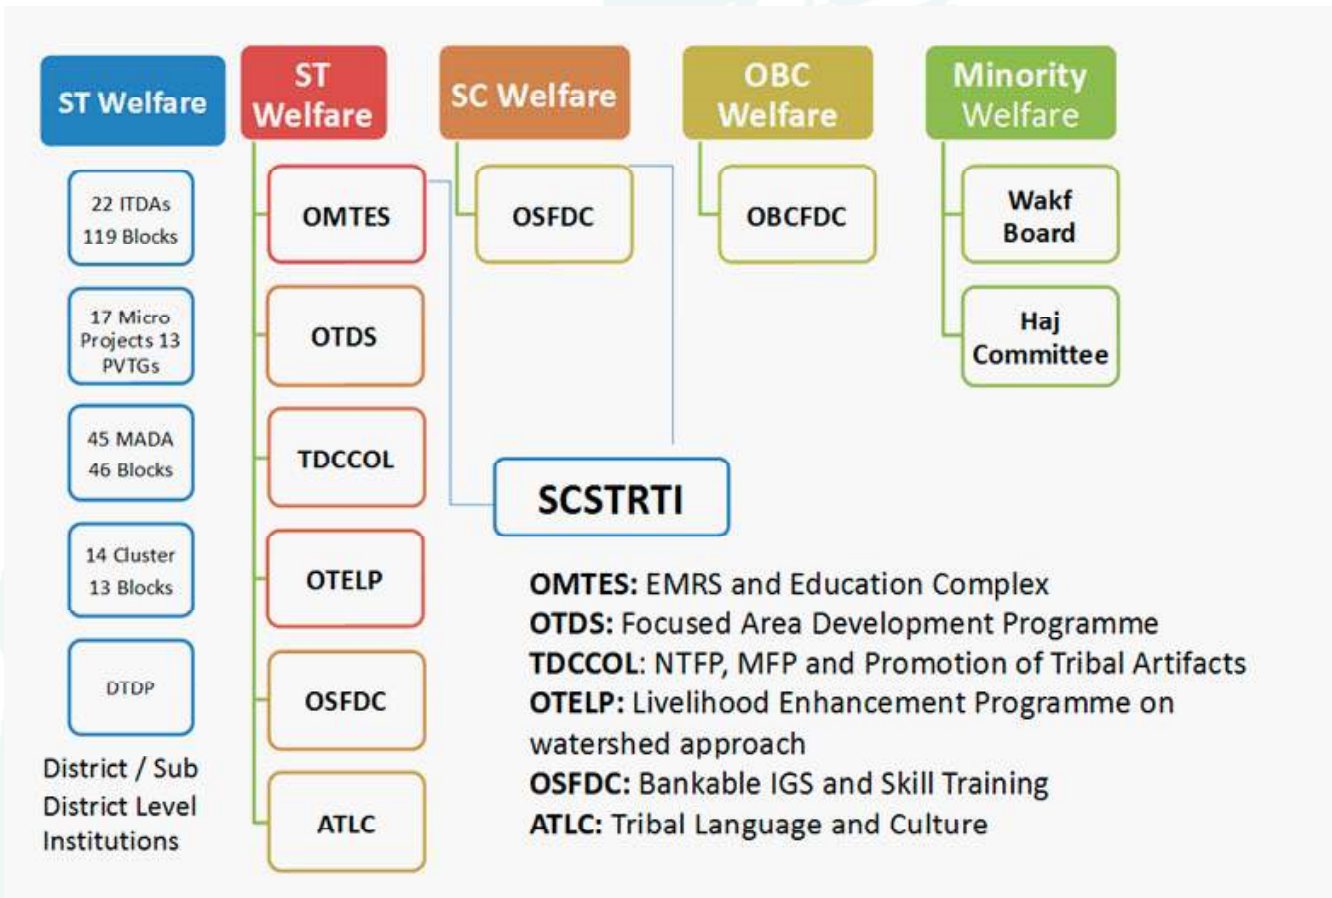 ST Welfare
22 ITDAs
119 Blocks
17 Micro
Projects 13
PVTGs
45 MADA
46 Blocks
14 Cluster
13 Blocks
DTDP
District / Sub
District Level
Institutions
ST
Welfare
OMTES
OTDS
TDCCOL
OTELP
OSFDC
ATLC
SC Welfare
OSFDC
OBC
Welfare
OBCFDC
Minority
Welfare
Wakf
Board
Haj
Committee
SCSTRTI
OMTES: EMRS and Education Complex
OTDS: Focused Area Development Programme
TDCCOL: NTFP, MFP and Promotion of Tribal Artifacts
OTELP: Livelihood Enhancement Programme on
watershed approach
OSFDC: Bankable IGS and Skill Training
ATLC: Tribal Language and Culture